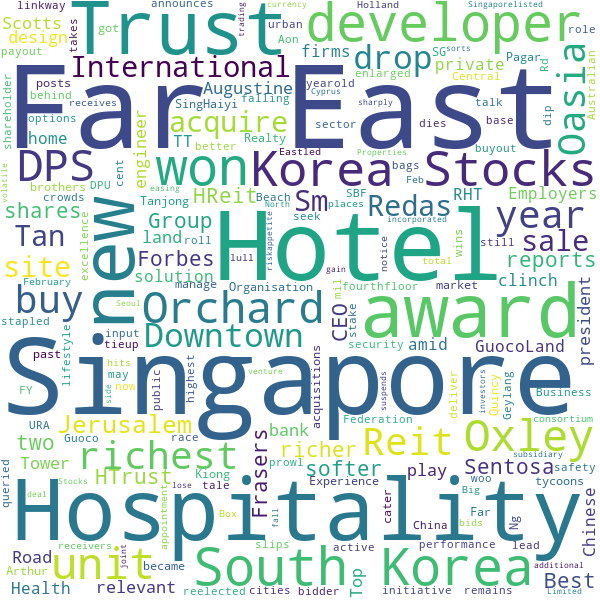 linkway
announces
Trust
developer
currency
Holland
Singaporelisted
Scotts
design
takes
urban
got
trading
Aon
SG
sorts
role
payout
International
drop
firms
private
Pagar
Rd
Oasia
Far East
shareholder
posts
behind
options
home
yearold
Augustine
SingHaiyi
falling
enlarged
Central
Cyprus
sharply
talk
dip
Australian
engineer
acquire
TT
better
Realty
sector
dies
base
buyout
DPS
won
Korea
Stocks
brothers
DPU
cent
Eastled
Properties
volatile
crowds
easing
Tanjong
HReit
Beach
bags
Feb
North
places
incorporated
SBF
RHT
Employers
shares
new
Sm
Redas
year
Tan
excellence
Group
land
roll
Hotel
seek
riskappetite
notice
still
wins
total
sale
site
solution
Forbes
lull
gain
mil
fourthfloor
reports
February
Seoul
manage
Organisation
CEO
stake
market
clinch
president
stapled
buy
Orchard
award
lifestyle
input
tieup
Downtown
security
amid
GuocoLand
past
may
hits
Singapore
acquisitions
FY
now
side
public
highest
venture
suspends
deliver
investors
Quincy
geylang
Business
consortium
URA
Jerusalem
Federation
Oxley
two
Guoco
race
richest
bank
richer
Reit
subsidiary
Tower
Frasers
prowl
softer
play
Sentosa
safety
queried
deal
Stocks
HTrust
Kiong
tale
Experience
woo
Big
tycoons
appointment
lose
Box
cater
China
Far
bids
Ng
Chinese
Hospitality
receivers
Road
slips
fall
active
performance
lead
Arthur
unit
became
joint
South Korea
additional
Best
Health
reelected
cities
bidder
Top
initiative
remains
Limited
relevant
receives